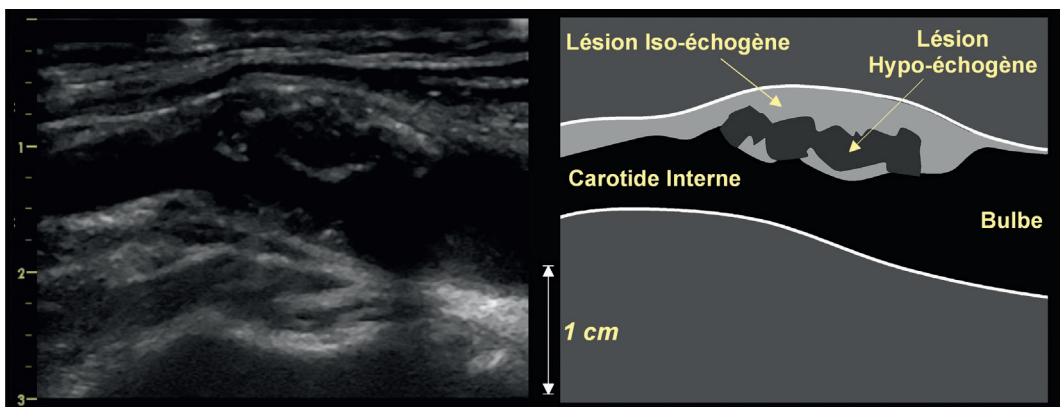 1
2
3
Lésion Iso-échogène
Lésion
Hypo-échogène
Carotide Interne
Bulbe
1 cm